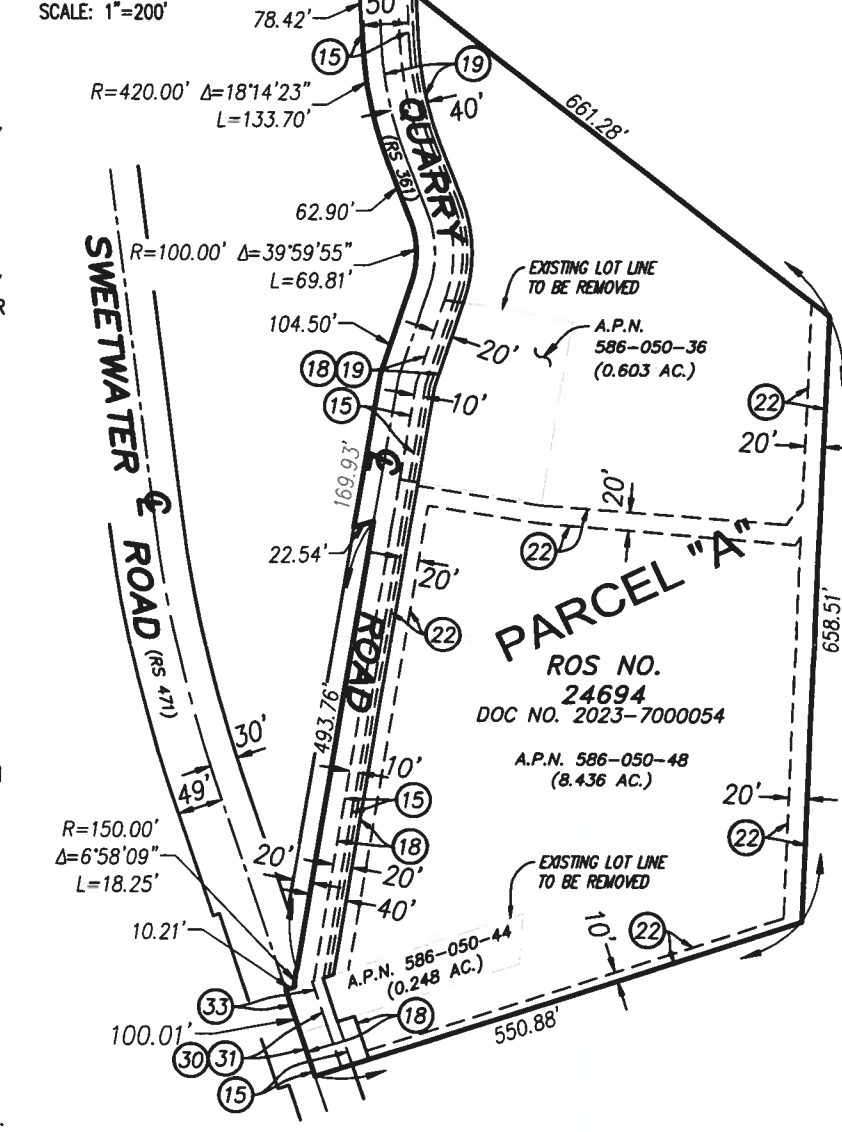 SCALE: 1"=200'
50'
78.42'
15
19
R=420.00' Δ=18°14'23"
L=133.70'
40'
661.28'
QUARRY
(RS 361)
62.90'
R=100.00' Δ=39°59'55"
L=69.81'
EXISTING LOT LINE
TO BE REMOVED
R
104.50'
A.P.N.
586-050-36
(0.603 AC.)
20'
18 19
10'
15
22
20'
SWEETWATER
℄
ROAD (RS 471)
169.93'
℄
20'
22
PARCEL "A"
22.54'
20'
22
ROAD
ROS NO.
24694
DOC NO. 2023-7000054
658.51'
A.P.N. 586-050-48
(8.436 AC.)
493.76'
30'
49'
10'
15
20'
22
18
R=150.00'
Δ=6°58'09"
L=18.25'
20'
20'
40'
EXISTING LOT LINE
TO BE REMOVED
10.21'
10'
22
A.P.N. 586-050-44
(0.248 AC.)
33
18
100.01'
550.88'
30 31
15